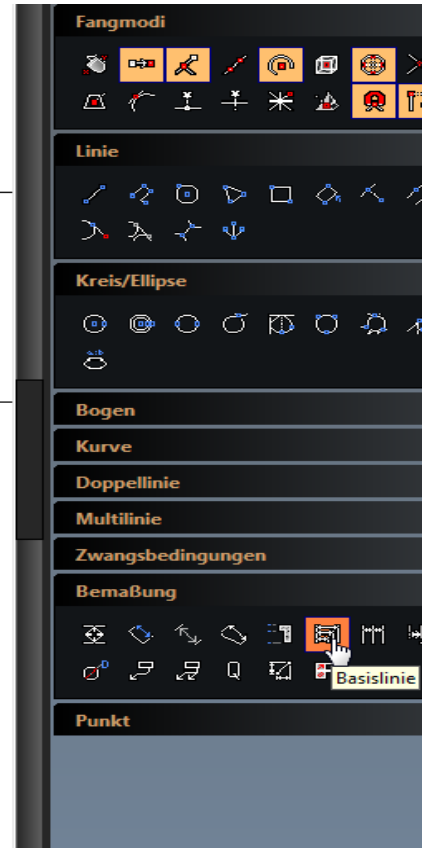 Fangmodi
Linie
Kreis/Ellipse
Bogen
Kurve
Doppellinie
Multilinie
Zwangsbedingungen
Bemaßung
Basislinie
Punkt